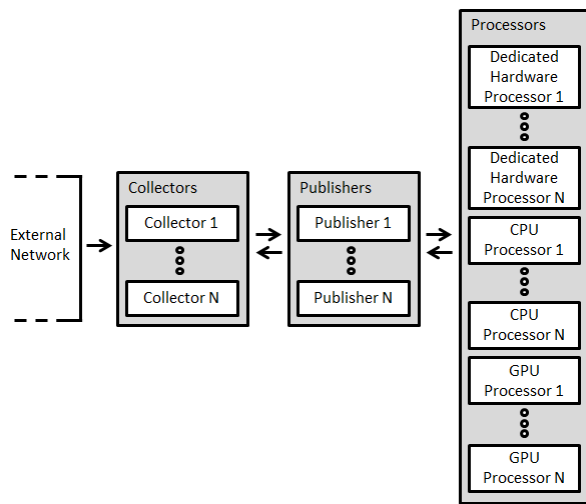 External
Network
Collectors
Collector 1
Collector N
Publishers
Publisher 1
Publisher N
Processors
Dedicated
Hardware
Processor 1
Dedicated
Hardware
Processor N
CPU
Processor 1
CPU
Processor N
GPU
Processor 1
GPU
Processor N